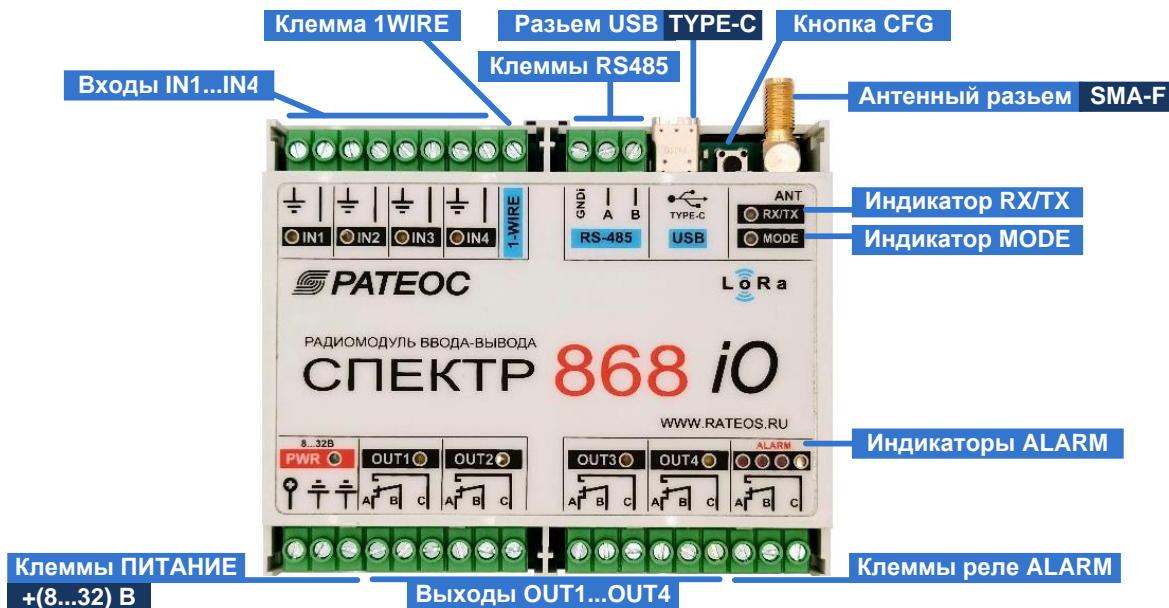 Клемма 1WIRE
Разьем USB TYPE-C
Кнопка CFG
Клеммы RS485
Входы IN1...IN4
Антенный разьем SMA-F
GNDi A B
TYPE-C
ANT
RX/TX
Индикатор RX/TX
IN1 IN2 IN3 IN4
1-WIRE
RS-485
USB
MODE
Индикатор MODE
РАТЕОС
LoRa
РАДИОМОДУЛЬ ВВОДА-ВЫВОДА
СПЕКТР 868 iO
WWW.RATEOS.RU
8...32В
ALARM
Индикаторы ALARM
PWR
OUT1
OUT2
OUT3
OUT4
A B C
A B C
A B C
A B C
A B C
Клеммы ПИТАНИЕ
+(8...32) В
Выходы OUT1...OUT4
Клеммы реле ALARM